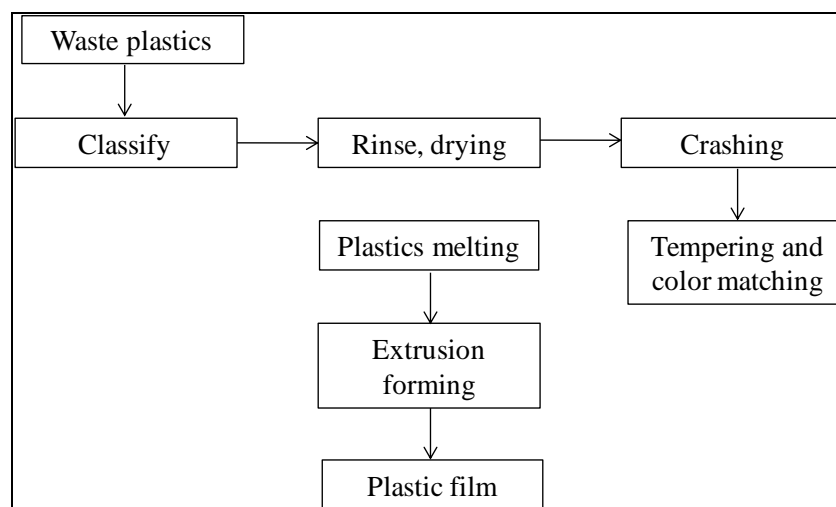 Waste plastics
Classify
Rinse, drying
Crashing
Plastics melting
Tempering and
color matching
Extrusion
forming
Plastic film